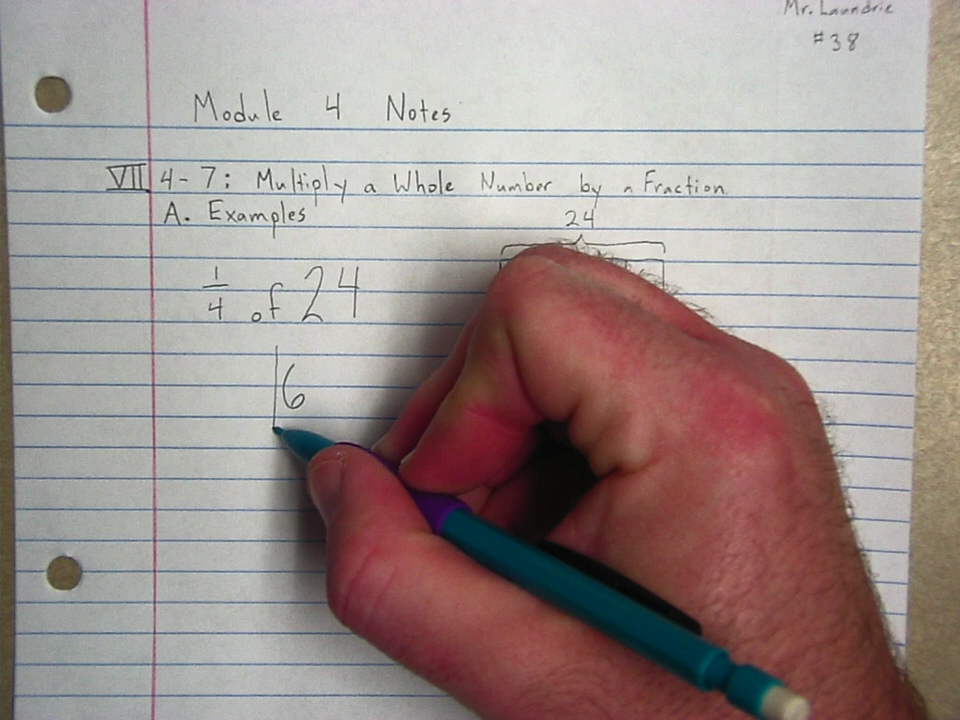 Mr. Laundrie
#38
Module 4 Notes
VII 4-7: Multiply a Whole Number by a Fraction
A. Examples
24
1/4 of 24
6